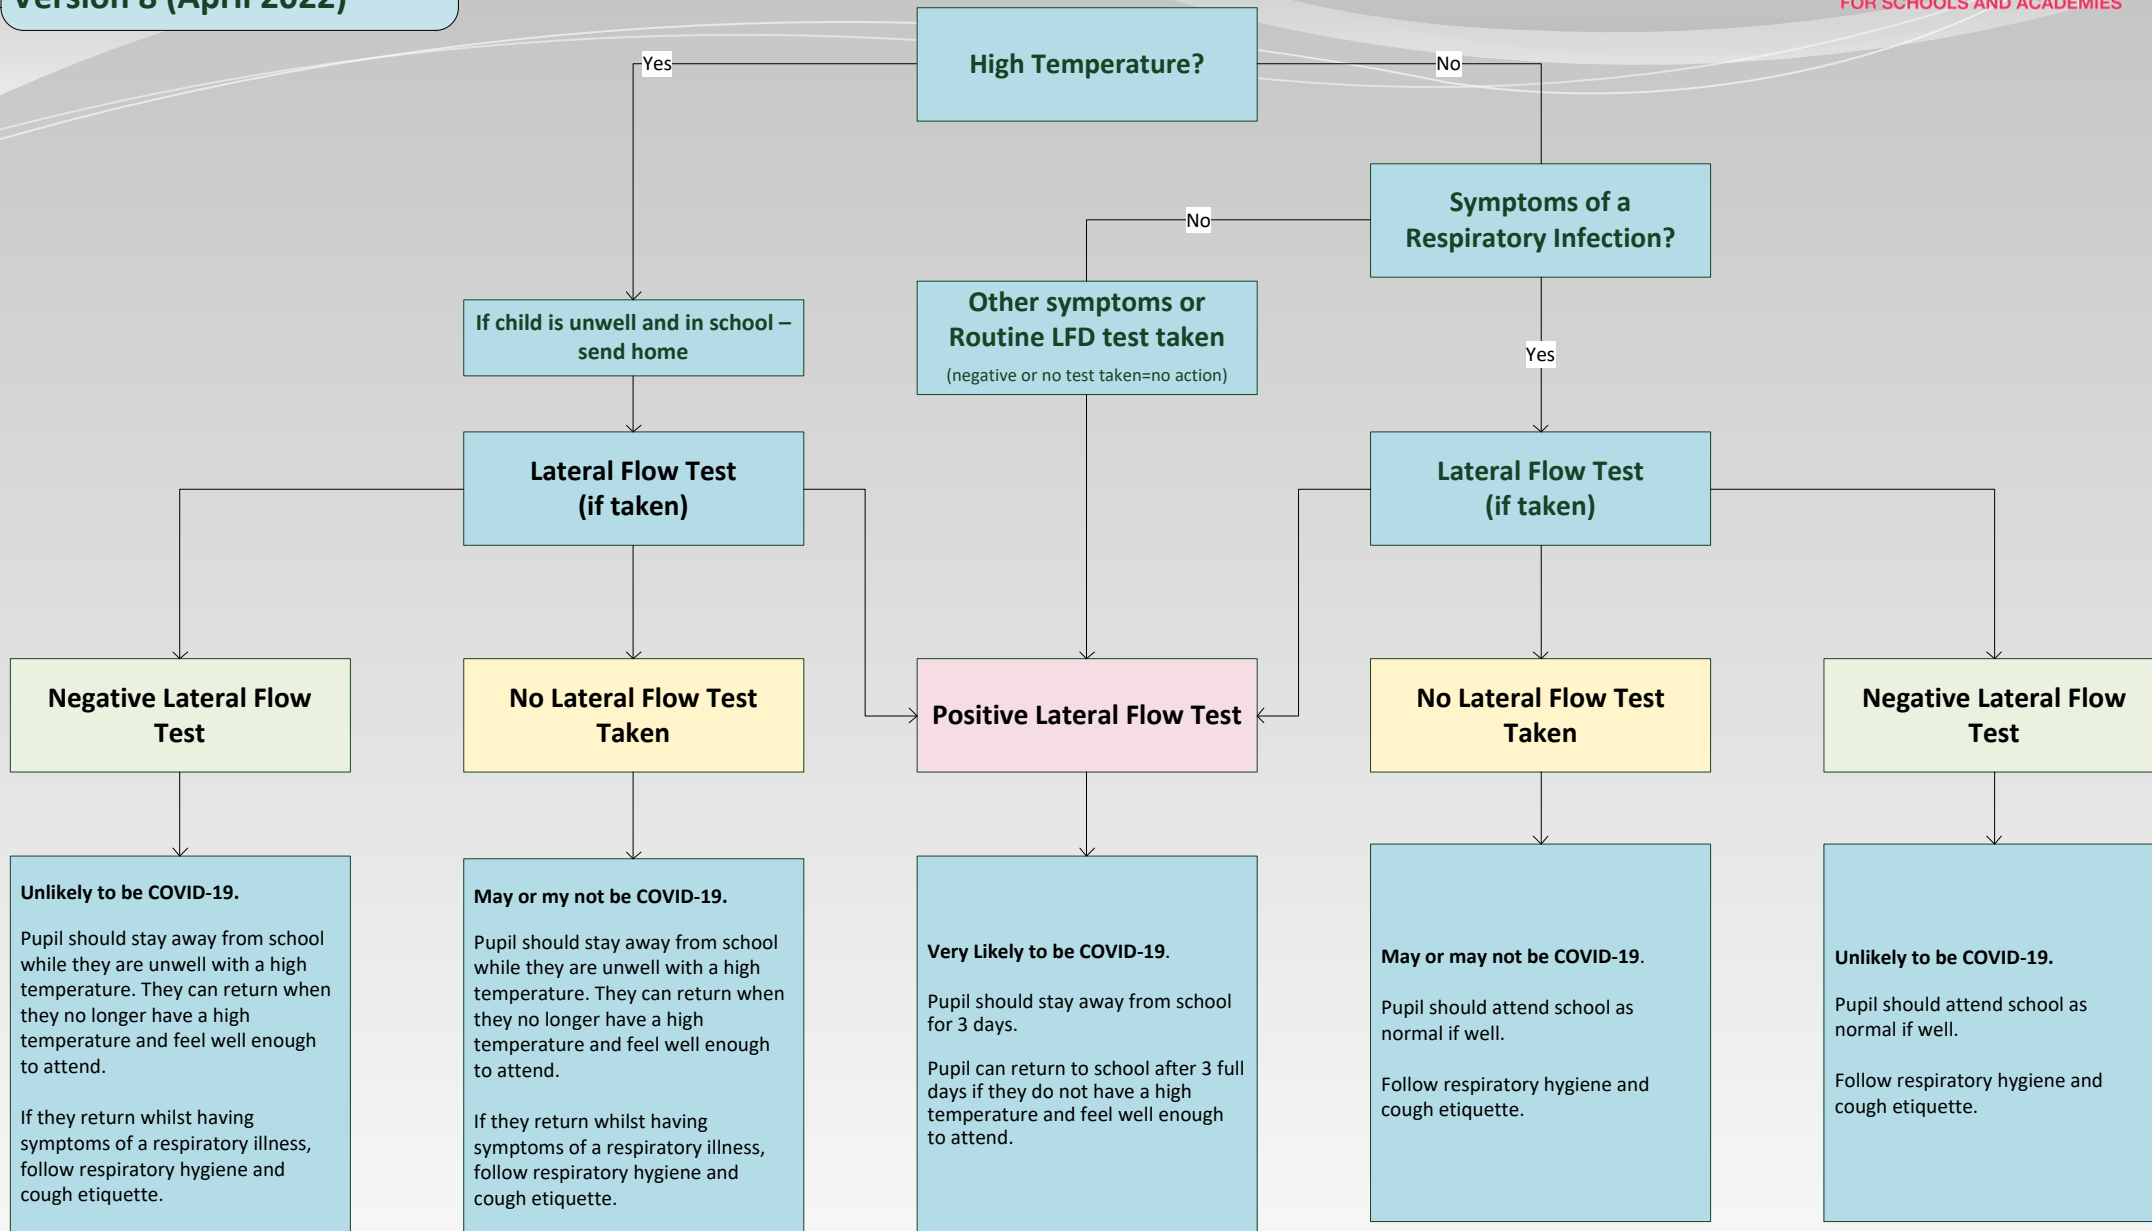 Version 8 (April 2022)
FOR SCHOOLS AND ACADEMIES
High Temperature?
Yes
No
Symptoms of a
Respiratory Infection?
No
Yes
If child is unwell and in school –
send home
Other symptoms or
Routine LFD test taken
(negative or no test taken=no action)
Lateral Flow Test
(if taken)
Lateral Flow Test
(if taken)
Negative Lateral Flow
Test
No Lateral Flow Test
Taken
Positive Lateral Flow Test
No Lateral Flow Test
Taken
Negative Lateral Flow
Test
Unlikely to be COVID-19.
Pupil should stay away from school
while they are unwell with a high
temperature. They can return when
they no longer have a high
temperature and feel well enough
to attend.
If they return whilst having
symptoms of a respiratory illness,
follow respiratory hygiene and
cough etiquette.
May or my not be COVID-19.
Pupil should stay away from school
while they are unwell with a high
temperature. They can return when
they no longer have a high
temperature and feel well enough
to attend.
If they return whilst having
symptoms of a respiratory illness,
follow respiratory hygiene and
cough etiquette.
Very Likely to be COVID-19.
Pupil should stay away from school
for 3 days.
Pupil can return to school after 3 full
days if they do not have a high
temperature and feel well enough
to attend.
May or may not be COVID-19.
Pupil should attend school as
normal if well.
Follow respiratory hygiene and
cough etiquette.
Unlikely to be COVID-19.
Pupil should attend school as
normal if well.
Follow respiratory hygiene and
cough etiquette.